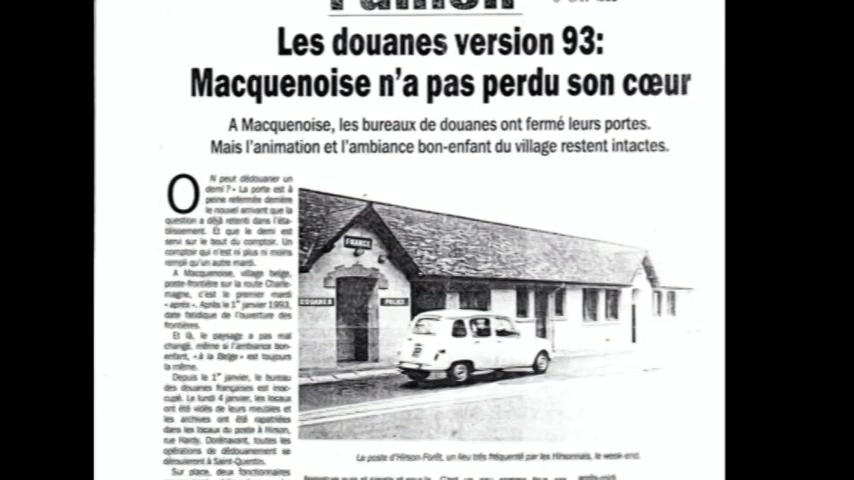 Les douanes version 93:
Macquenoise n'a pas perdu son cœur
A Macquenoise, les bureaux de douanes ont fermé leurs portes.
Mais l'animation et l'ambiance bon-enfant du village restent intactes.
ON peut dédouaner un
demi ? » La porte est à
peine refermée derrière
le nouvel arrivant que la
question a déjà retenti dans l'éta-
blissement. Et que le demi est
servi sur le bout du comptoir. Un
comptoir qui n'est ni plus ni moins
rempli qu'un autre mardi.
A Macquenoise, village belge,
poste-frontière sur la route Charle-
magne, c'est le premier mardi
« après ». Après le 1er janvier 1993,
date fatidique de l'ouverture des
frontières.
Et là, le paysage a pas mal
changé, même si l'ambiance bon-
enfant, « à la Belge » est toujours
la même.
Depuis le 1er janvier, le bureau
des douanes françaises est inoc-
cupé. Le lundi 4 janvier, les locaux
ont été vidés de leurs meubles et
les archives ont été rapatriées
dans les locaux du poste à Hirson,
rue Hardy. Dorénavant, toutes les
opérations de dédouanement se
dérouleront à Saint-Quentin.
Sur place, deux fonctionnaires
FRANCE
DOUANES
POLICE
Le poste d'Hirson-Forêt, un lieu très fréquenté par les Hirsonnais, le week-end.